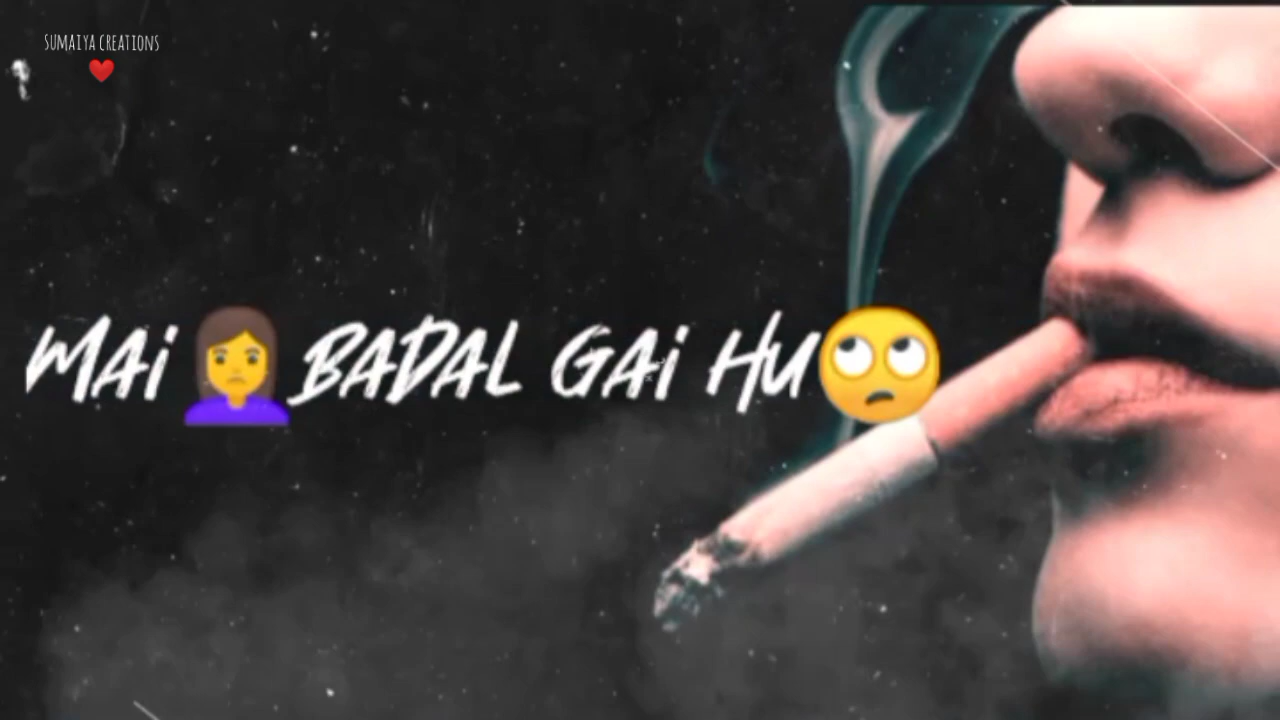 SUMAIYA CREATIONS
❤️
MAi 🙍‍♀️ BADAL GAi HU 🙄